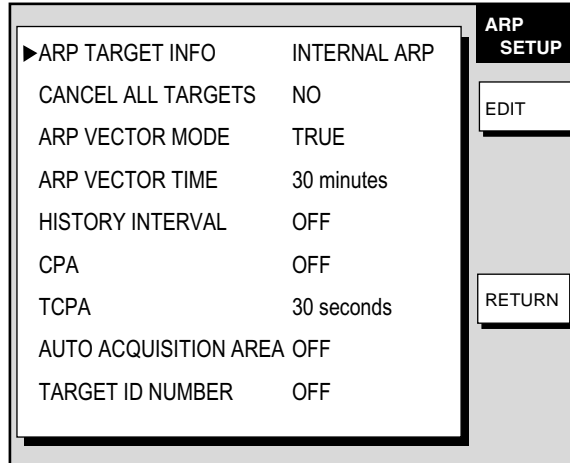 ▶ARP TARGET INFO INTERNAL ARP
CANCEL ALL TARGETS NO
ARP VECTOR MODE TRUE
ARP VECTOR TIME 30 minutes
HISTORY INTERVAL OFF
CPA OFF
TCPA 30 seconds
AUTO ACQUISITION AREA OFF
TARGET ID NUMBER OFF
ARP
SETUP
EDIT
RETURN